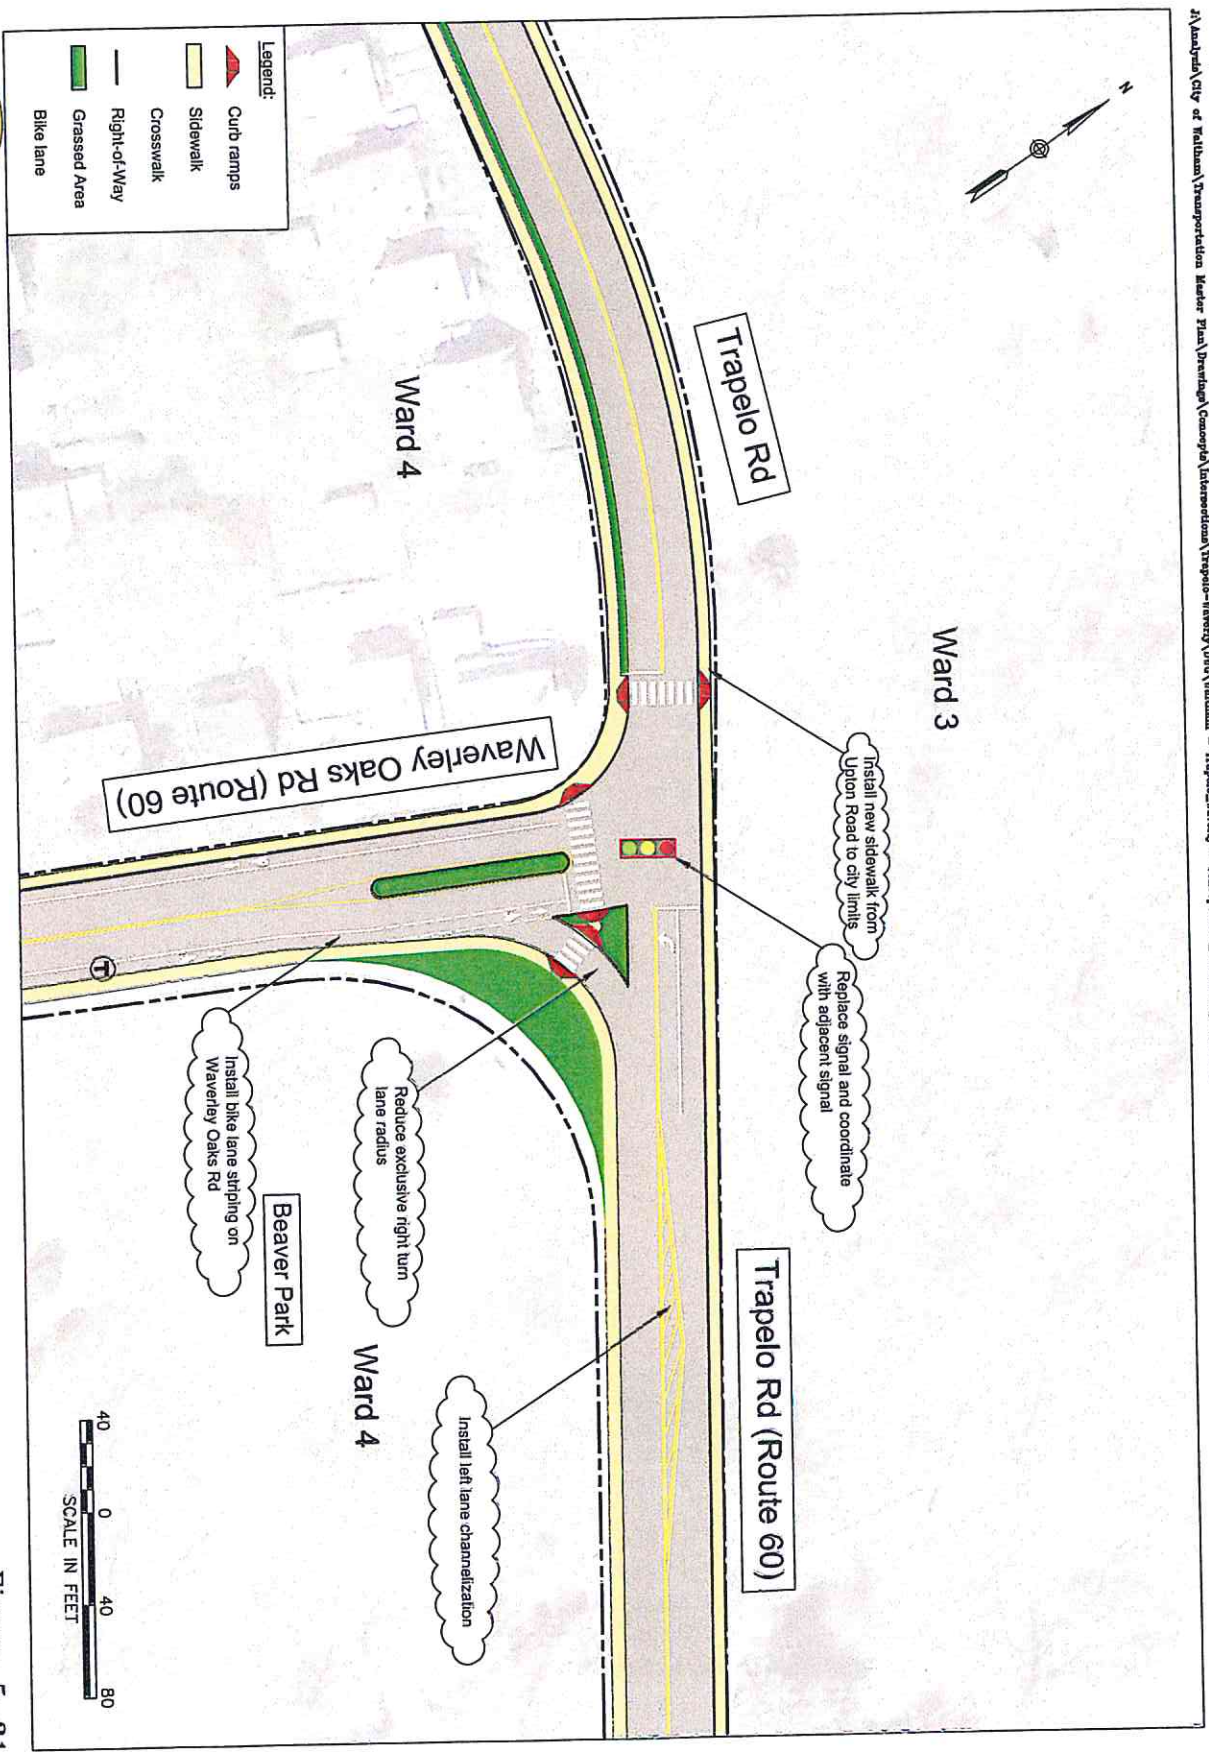 J:\Analysis\City of Waltham\Transportation Master Plan\Drawings\Concepts\Intersections\Trapelo-Waverly\
N
Trapelo Rd
Ward 3
Install new sidewalk from
Upton Road to city limits
Replace signal and coordinate
with adjacent signal
Trapelo Rd (Route 60)
Ward 4
Waverley Oaks Rd (Route 60)
T
Reduce exclusive right turn
lane radius
Install bike lane striping on
Waverley Oaks Rd
Beaver Park
Ward 4
Install left lane channelization
Legend:
Curb ramps
Sidewalk
Crosswalk
Right-of-Way
Grassed Area
Bike lane
40 0 40 80
SCALE IN FEET